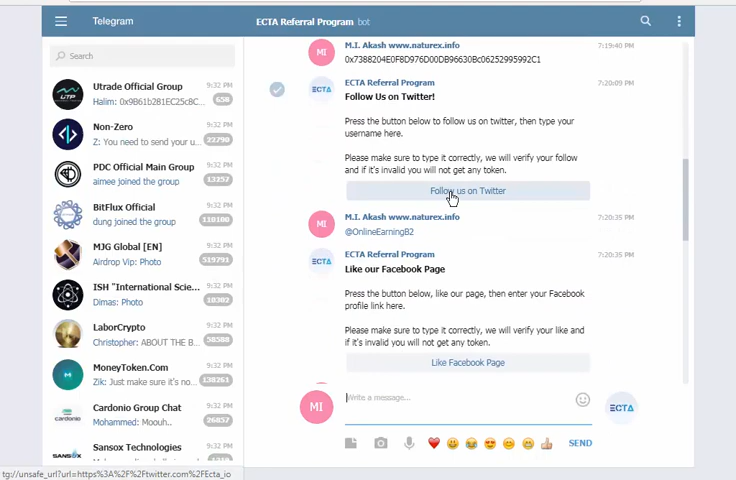 Telegram
ECTA Referral Program bot
Search
Utrade Official Group 9:32 PM
Halim: 0x9B61b281EC25c8C... 658
Non-Zero 9:32 PM
Z: You need to send your u... 22790
PDC Official Main Group 9:32 PM
aimee joined the group 13157
BitFlux Official 9:32 PM
dung joined the group 110108
MJG Global [EN] 9:32 PM
Airdrop Vip: Photo 519791
ISH "International Scie... 9:32 PM
Dimas: Photo 10302
LaborCrypto 9:32 PM
Christopher: ABOUT THE B... 58588
MoneyToken.Com 9:32 PM
Zik: Just make sure it's no... 138261
Cardonio Group Chat 9:32 PM
Mohammed: Moouh.. 26857
Sansox Technologies 9:32 PM
MI
M.I. Akash www.naturex.info 7:19:40 PM
0x7388204E0F8D976D00DB96630Bc06252995992C1
ECTA
ECTA Referral Program 7:20:09 PM
Follow Us on Twitter!
Press the button below to follow us on twitter, then type your
username here.
Please make sure to type it correctly, we will verify your follow
and if it's invalid you will not get any token.
Follow us on Twitter
MI
M.I. Akash www.naturex.info 7:20:35 PM
@OnlineEarningB2
ECTA
ECTA Referral Program 7:20:35 PM
Like our Facebook Page
Press the button below, like our page, then enter your Facebook
profile link here.
Please make sure to type it correctly, we will verify your like and
if it's invalid you will not get any token.
Like Facebook Page
MI
Write a message...
ECTA
SEND
tg://unsafe_url?url=https%3A%2F%2Ftwitter.com%2FEcta_io